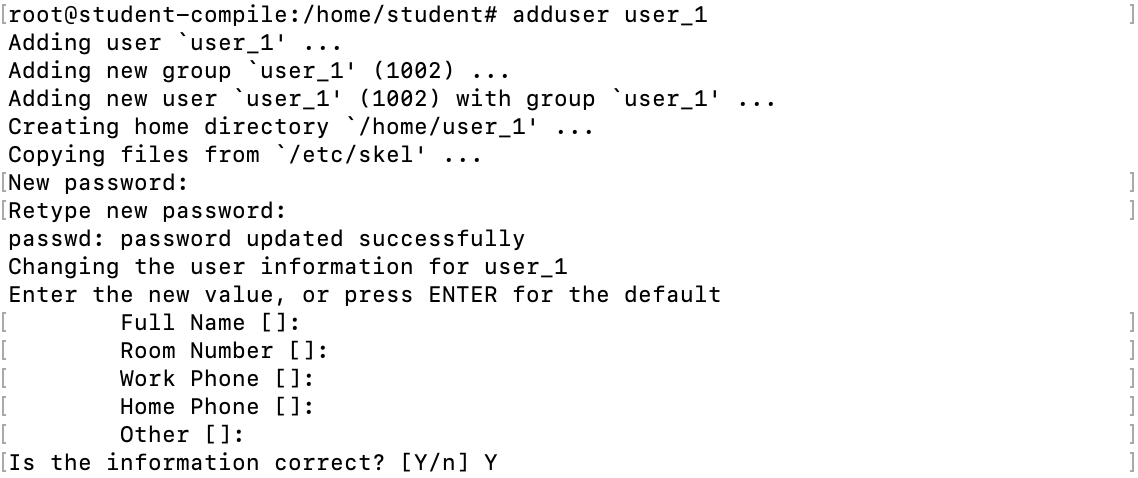 [root@student-compile:/home/student# adduser user_1 ]
Adding user `user_1' ...
Adding new group `user_1' (1002) ...
Adding new user `user_1' (1002) with group `user_1' ...
Creating home directory `/home/user_1' ...
Copying files from `/etc/skel' ...
[New password: ]
[Retype new password: ]
passwd: password updated successfully
Changing the user information for user_1
Enter the new value, or press ENTER for the default
[ Full Name []: ]
[ Room Number []: ]
[ Work Phone []: ]
[ Home Phone []: ]
[ Other []: ]
[Is the information correct? [Y/n] Y ]